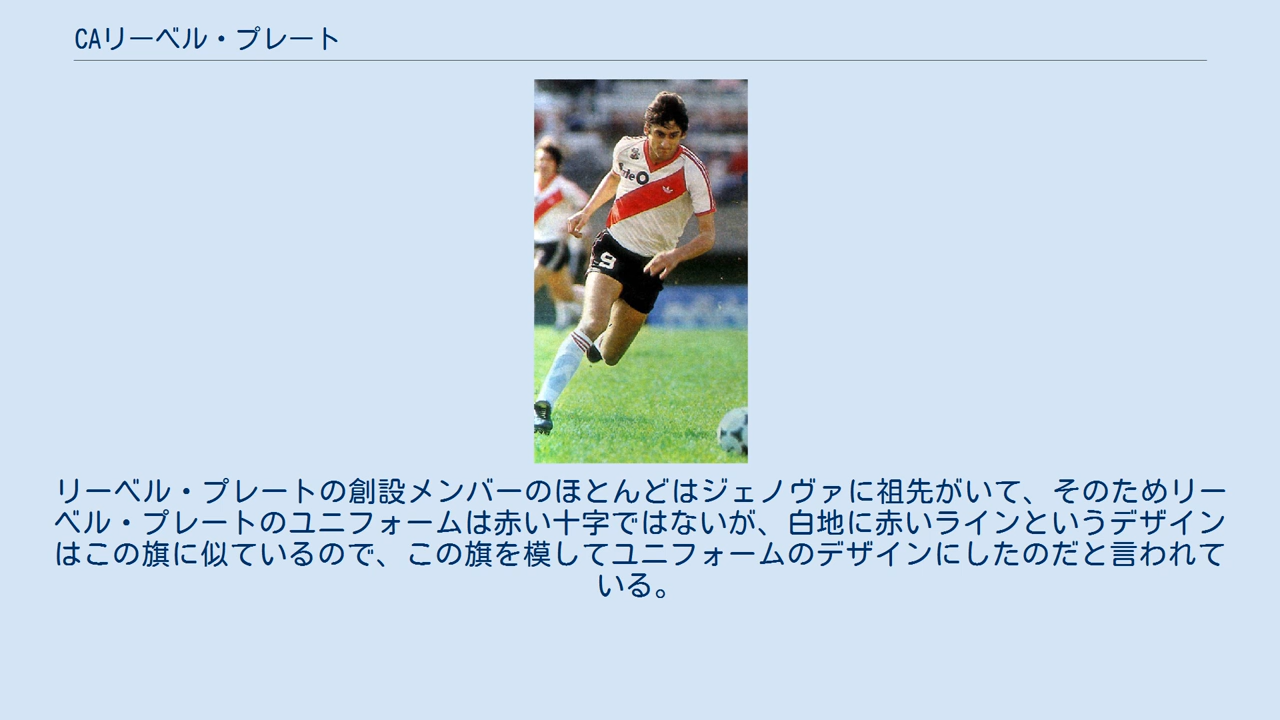 CAリーベル・プレート
9
リーベル・プレートの創設メンバーのほとんどはジェノヴァに祖先がいて、そのためリー
ベル・プレートのユニフォームは赤い十字ではないが、白地に赤いラインというデザイン
はこの旗に似ているので、この旗を模してユニフォームのデザインにしたのだと言われて
いる。